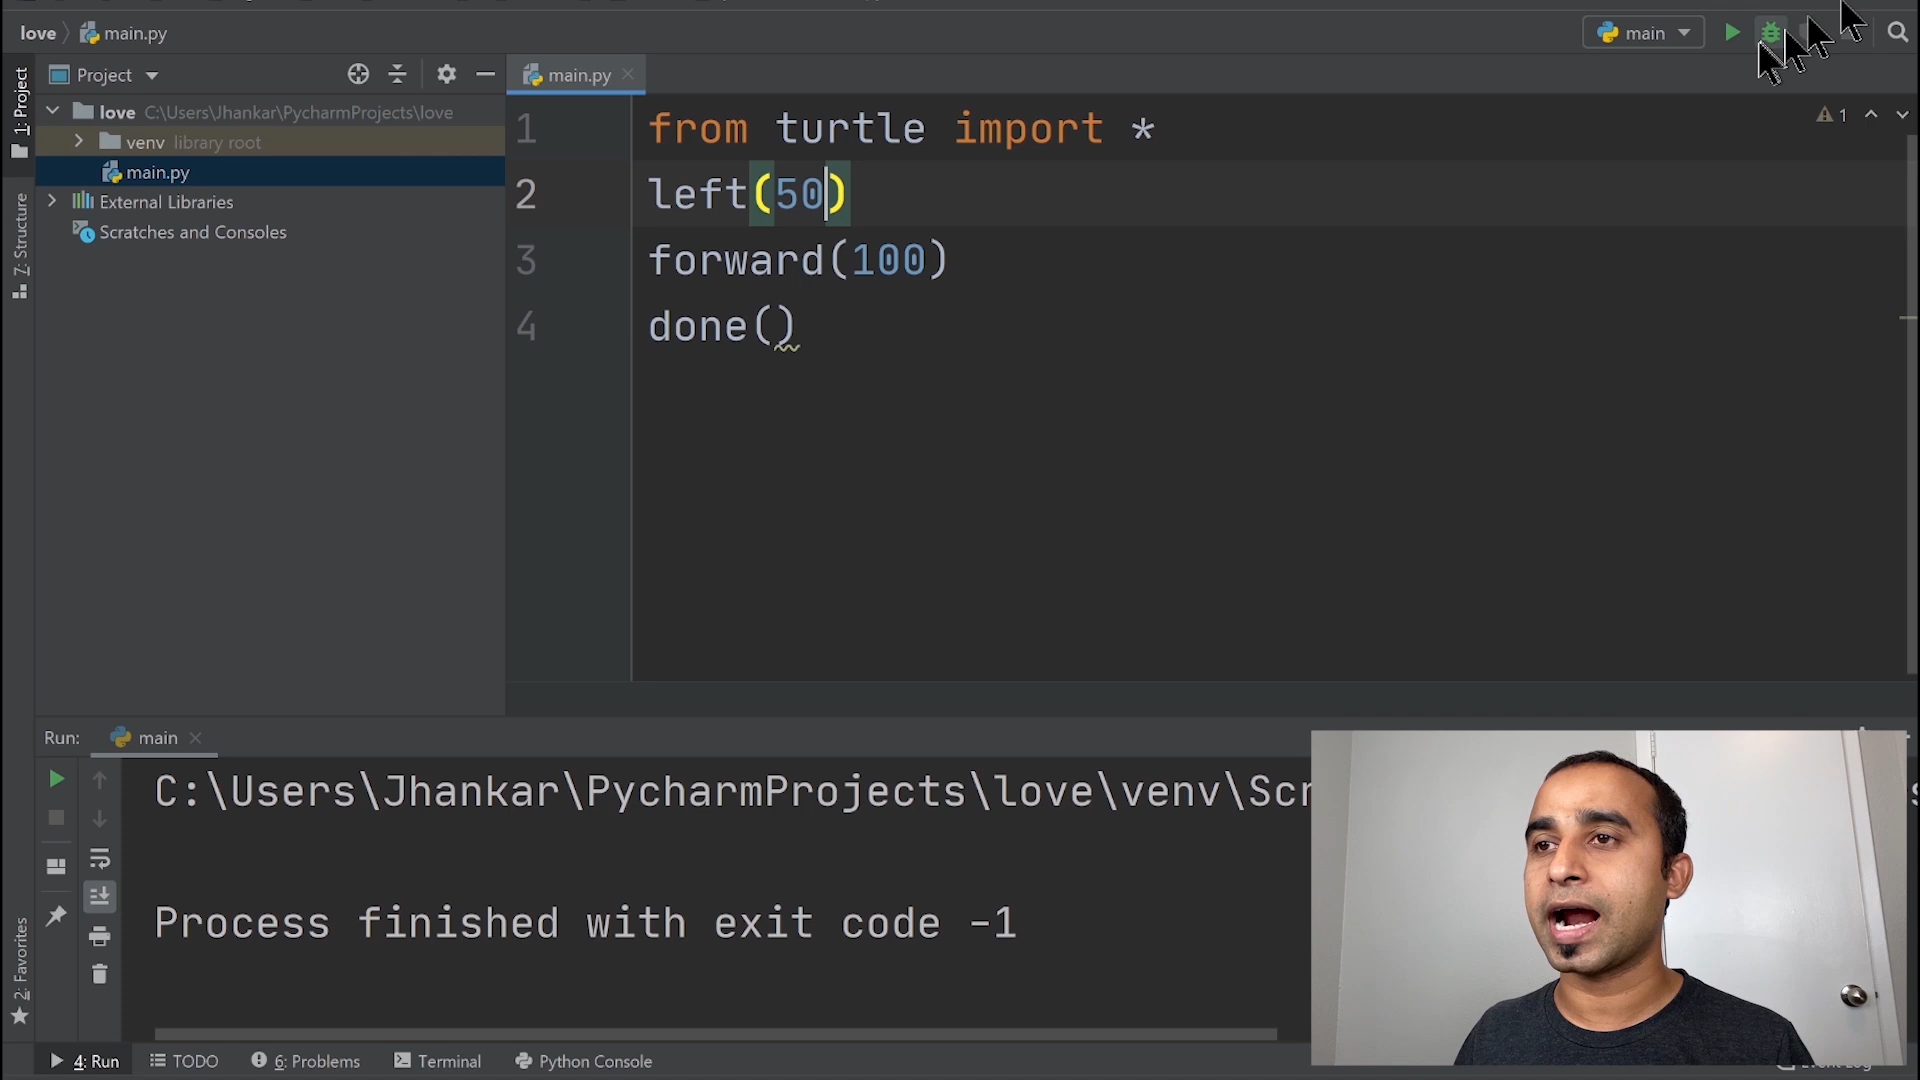 love main.py
main
1: Project
Project
main.py
love C:\Users\Jhankar\PycharmProjects\love
venv library root
main.py
External Libraries
Scratches and Consoles
7: Structure
1 from turtle import *
2 left(50)
3 forward(100)
4 done()
1
Run: main
C:\Users\Jhankar\PycharmProjects\love\venv\Scr
Process finished with exit code -1
2: Favorites
4: Run TODO 6: Problems Terminal Python Console